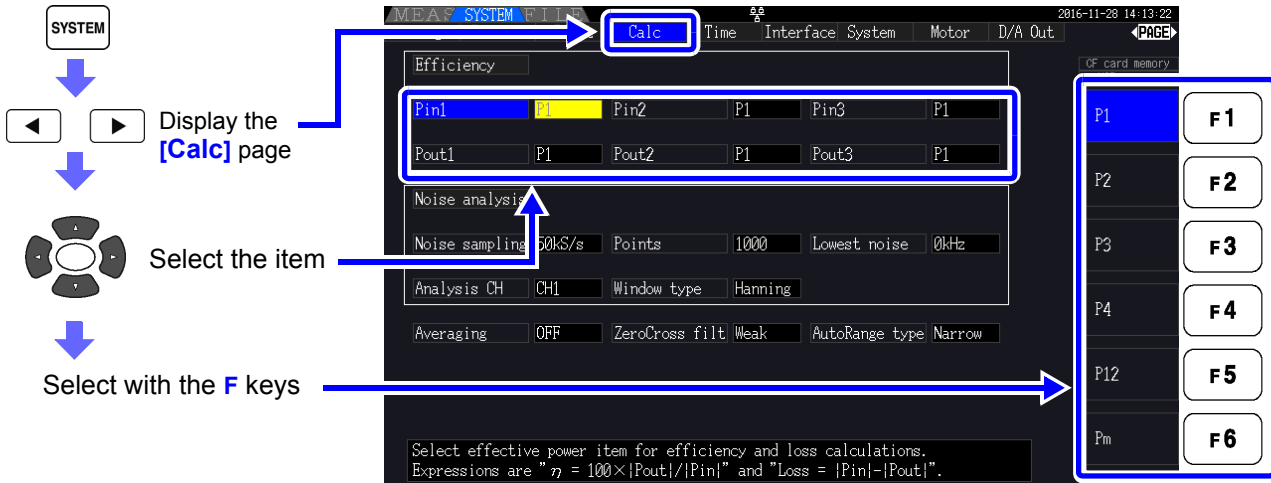 SYSTEM
Display the
[Calc] page
Select the item
Select with the F keys
MEAS SYSTEM FILE
2016-11-28 14:13:22
Calc Time Interface System Motor D/A Out PAGE
CF card memory
Efficiency
Pin1 P1 Pin2 P1 Pin3 P1
Pout1 P1 Pout2 P1 Pout3 P1
Noise analysis
Noise sampling 50kS/s Points 1000 Lowest noise 0kHz
Analysis CH CH1 Window type Hanning
Averaging OFF ZeroCross filt Weak AutoRange type Narrow
Select effective power item for efficiency and loss calculations.
Expressions are "η = 100×|Pout|/|Pin|" and "Loss = |Pin|-|Pout|".
P1 F1
P2 F2
P3 F3
P4 F4
P12 F5
Pm F6